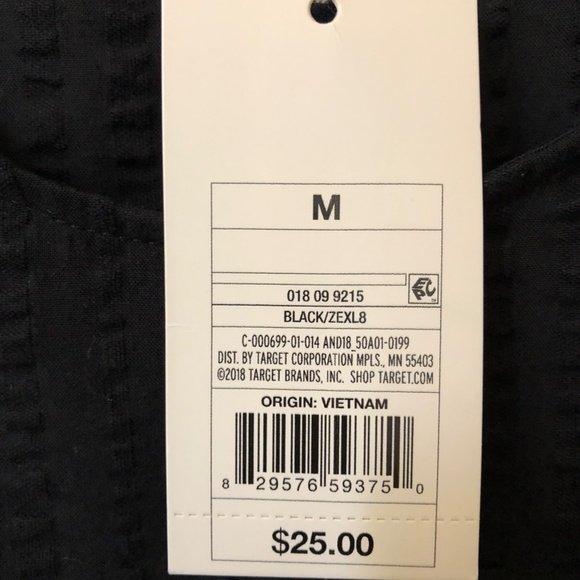 M
018 09 9215
EPC
BLACK/ZEXL8
C-000699-01-014 AND18_50A01-0199
DIST. BY TARGET CORPORATION MPLS., MN 55403
©2018 TARGET BRANDS, INC. SHOP TARGET.COM
ORIGIN: VIETNAM
8 29576 59375 0
$25.00